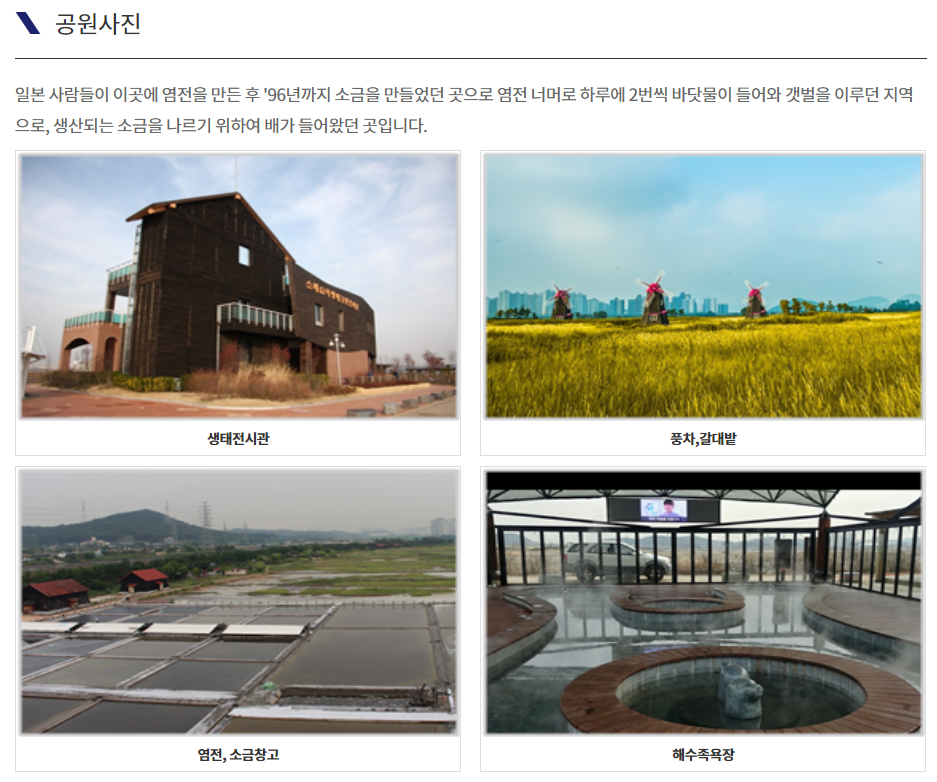 공원사진
일본 사람들이 이곳에 염전을 만든 후 '96년까지 소금을 만들었던 곳으로 염전 너머로 하루에 2번씩 바닷물이 들어와 갯벌을 이루던 지역
으로, 생산되는 소금을 나르기 위하여 배가 들어왔던 곳입니다.
생태전시관
풍차,갈대밭
염전, 소금창고
해수족욕장